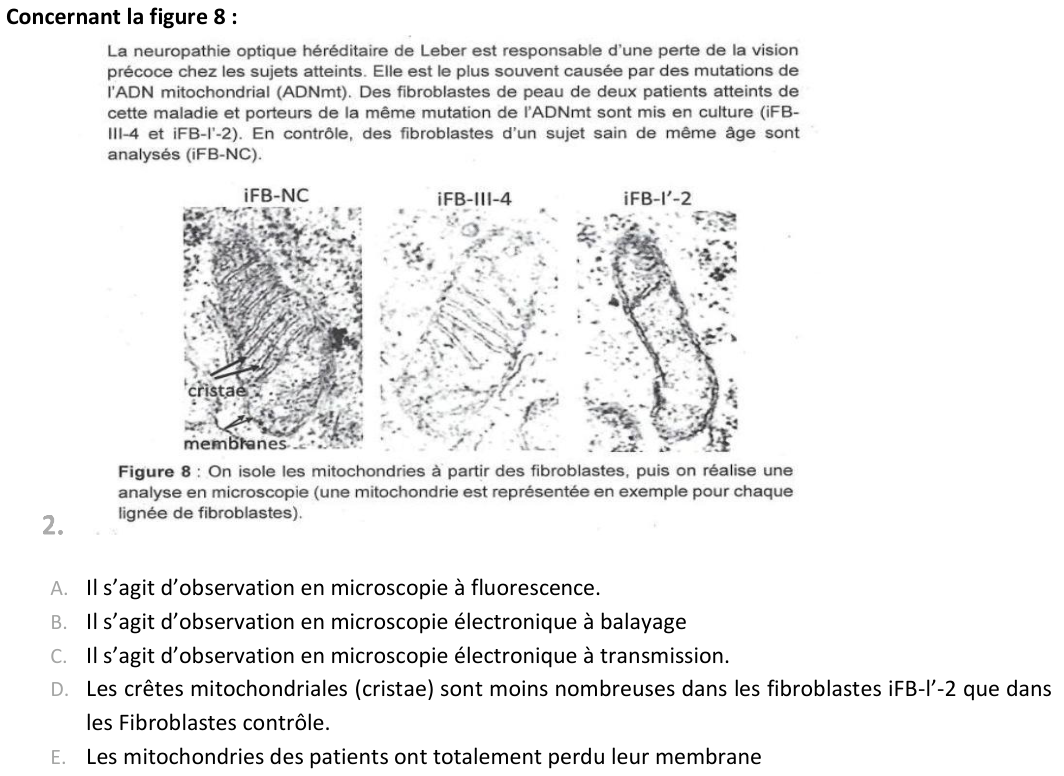 Concernant la figure 8 :
La neuropathie optique héréditaire de Leber est responsable d'une perte de la vision
précoce chez les sujets atteints. Elle est le plus souvent causée par des mutations de
l'ADN mitochondrial (ADNmt). Des fibroblastes de peau de deux patients atteints de
cette maladie et porteurs de la même mutation de l'ADNmt sont mis en culture (iFB-
III-4 et iFB-I'-2). En contrôle, des fibroblastes d'un sujet sain de même âge sont
analysés (iFB-NC).
iFB-NC iFB-III-4 iFB-I'-2
cristae
membranes
Figure 8 : On isole les mitochondries à partir des fibroblastes, puis on réalise une
analyse en microscopie (une mitochondrie est représentée en exemple pour chaque
lignée de fibroblastes).
2.
A. Il s'agit d'observation en microscopie à fluorescence.
B. Il s'agit d'observation en microscopie électronique à balayage
C. Il s'agit d'observation en microscopie électronique à transmission.
D. Les crêtes mitochondriales (cristae) sont moins nombreuses dans les fibroblastes iFB-l'-2 que dans
les Fibroblastes contrôle.
E. Les mitochondries des patients ont totalement perdu leur membrane